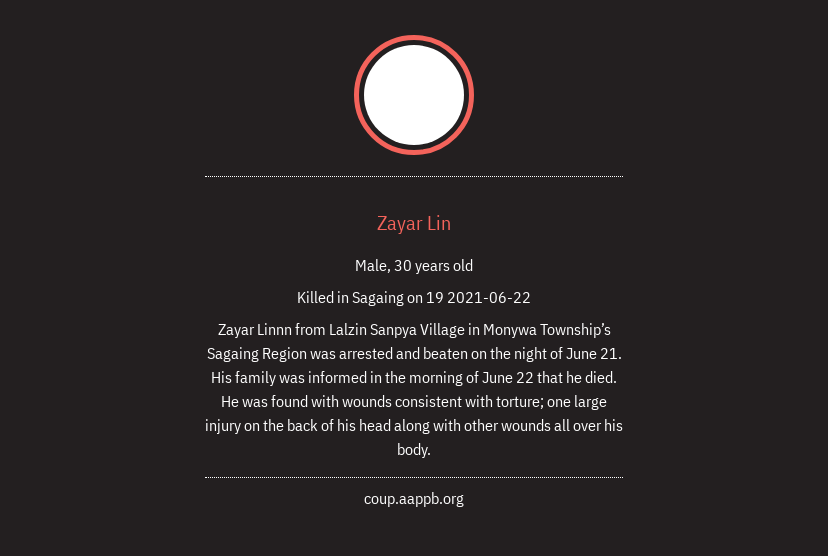 Zayar Lin
Male, 30 years old
Killed in Sagaing on 19 2021-06-22
Zayar Linnn from Lalzin Sanpya Village in Monywa Township’s
Sagaing Region was arrested and beaten on the night of June 21.
His family was informed in the morning of June 22 that he died.
He was found with wounds consistent with torture; one large
injury on the back of his head along with other wounds all over his
body.
coup.aappb.org